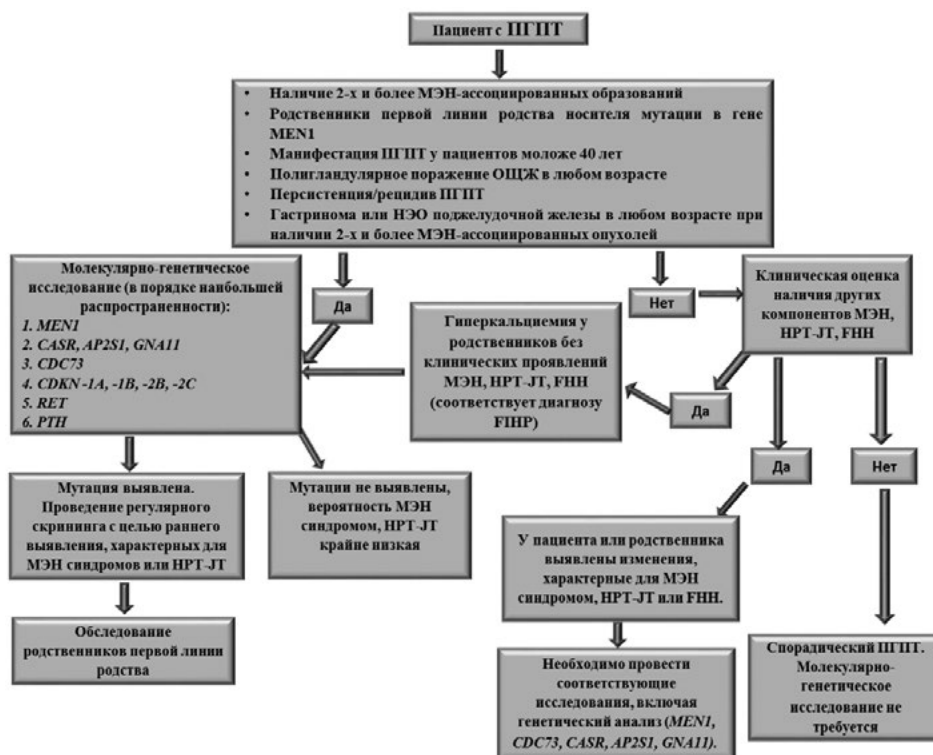 Пациент с ПГПТ
• Наличие 2-х и более МЭН-ассоциированных образований
• Родственники первой линии родства носителя мутации в гене
MEN1
• Манифестация ПГПТ у пациентов моложе 40 лет
• Полигландулярное поражение ОЩЖ в любом возрасте
• Персистенция/рецидив ПГПТ
• Гастринома или НЭО поджелудочной железы в любом возрасте при
наличии 2-х и более МЭН-ассоциированных опухолей
Молекулярно-генетическое
исследование (в порядке наибольшей
распространенности):
1. MEN1
2. CASR, AP2S1, GNA11
3. CDC73
4. CDKN -1A, -1B, -2B, -2C
5. RET
6. PTH
Да
Нет
Клиническая оценка
наличия других
компонентов МЭН,
HPT-JT, FHH
Гиперкальциемия у
родственников без
клинических проявлений
МЭН, HPT-JT, FHH
(соответствует диагнозу
FIHP)
Да
Да
Нет
Мутация выявлена.
Проведение регулярного
скрининга с целью раннего
выявления, характерных для
МЭН синдромов или HPT-JT
Мутации не выявлены,
вероятность МЭН
синдромом, HPT-JT
крайне низкая
У пациента или родственника
выявлены изменения,
характерные для МЭН
синдромом, HPT-JT или FHH.
Обследование
родственников первой линии
родства
Необходимо провести
соответствующие
исследования, включая
генетический анализ (MEN1,
CDC73, CASR, AP2S1, GNA11).
Спорадический ПГПТ.
Молекулярно-
генетическое
исследование не
требуется